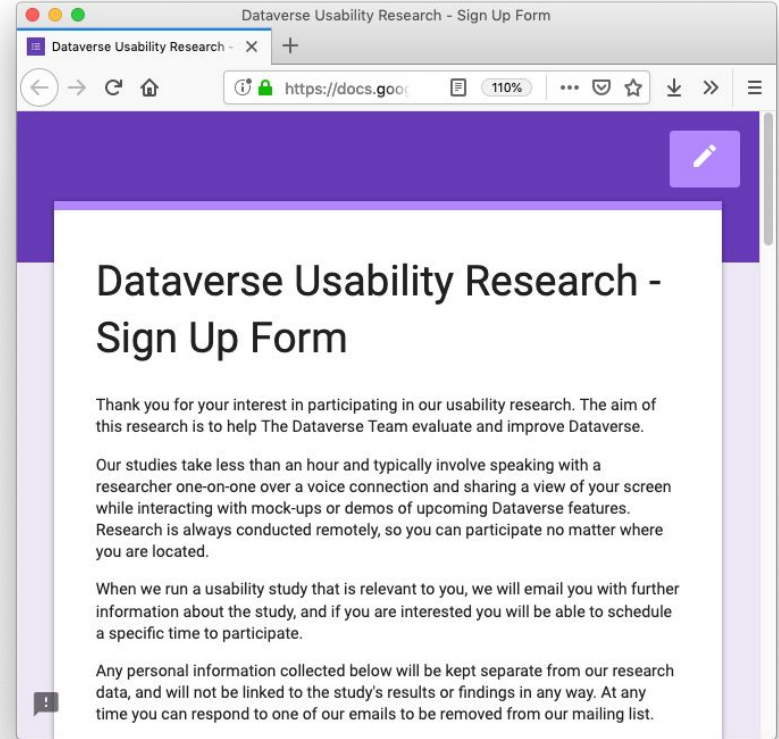 Dataverse Usability Research - Sign Up Form
Dataverse Usability Research -
https://docs.goo
110%
Dataverse Usability Research -
Sign Up Form
Thank you for your interest in participating in our usability research. The aim of
this research is to help The Dataverse Team evaluate and improve Dataverse.
Our studies take less than an hour and typically involve speaking with a
researcher one-on-one over a voice connection and sharing a view of your screen
while interacting with mock-ups or demos of upcoming Dataverse features.
Research is always conducted remotely, so you can participate no matter where
you are located.
When we run a usability study that is relevant to you, we will email you with further
information about the study, and if you are interested you will be able to schedule
a specific time to participate.
Any personal information collected below will be kept separate from our research
data, and will not be linked to the study's results or findings in any way. At any
time you can respond to one of our emails to be removed from our mailing list.